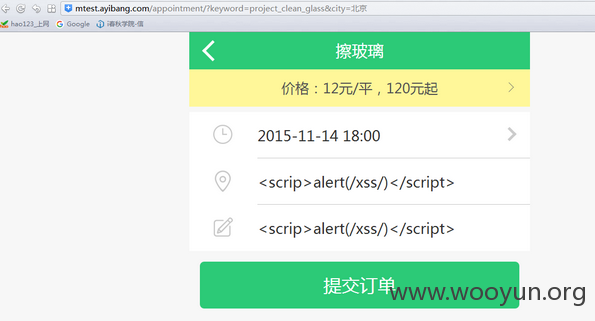 mtest.ayibang.com/appointment/?keyword=project_clean_glass&city=北京
hao123_上网 Google i春秋学院-信
擦玻璃
价格：12元/平，120元起
2015-11-14 18:00
<scrip>alert(/xss/)</script>
<scrip>alert(/xss/)</script>
提交订单
www.wooyun.org